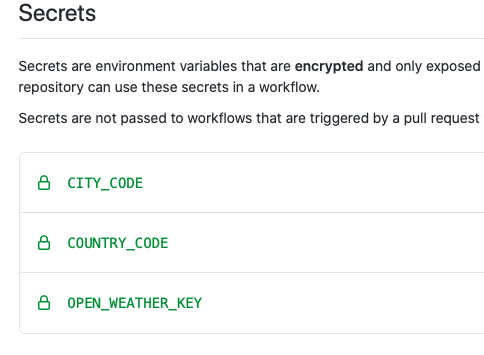 Secrets
Secrets are environment variables that are encrypted and only exposed
repository can use these secrets in a workflow.
Secrets are not passed to workflows that are triggered by a pull request
CITY_CODE
COUNTRY_CODE
OPEN_WEATHER_KEY